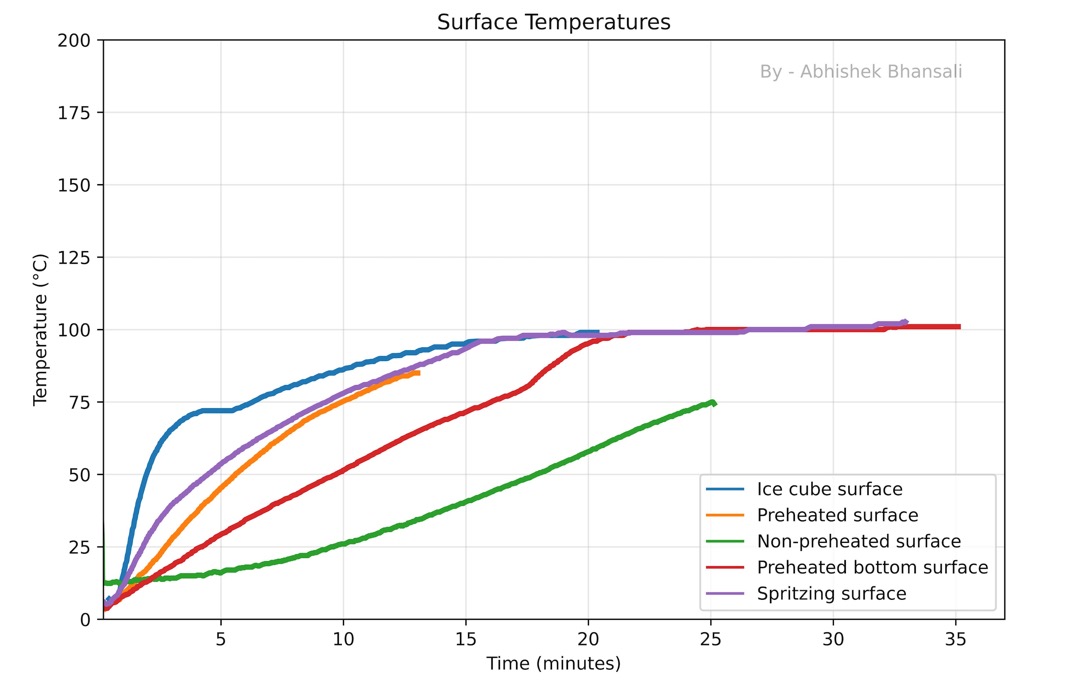 Surface Temperatures
By - Abhishek Bhansali
200
175
150
125
100
75
50
25
0
Temperature (°C)
5
10
15
20
25
30
35
Time (minutes)
Ice cube surface
Preheated surface
Non-preheated surface
Preheated bottom surface
Spritzing surface